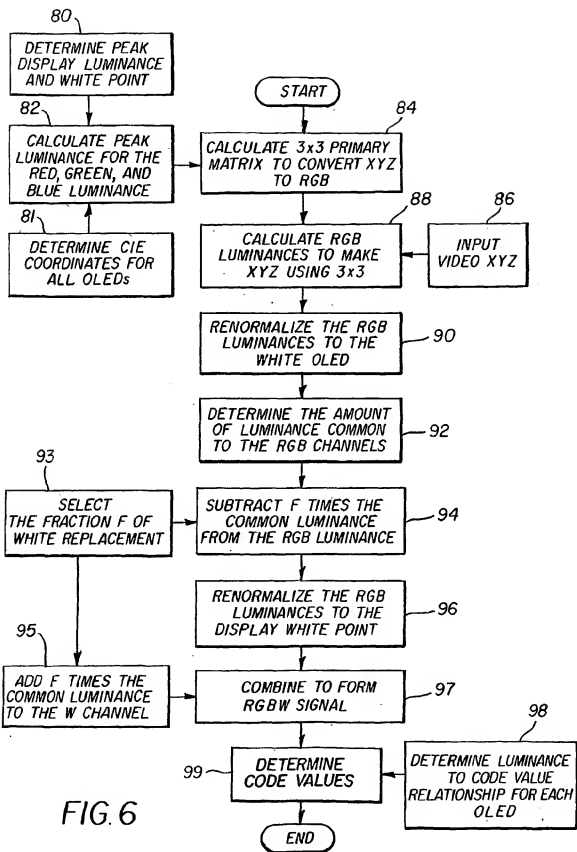 80
DETERMINE PEAK
DISPLAY LUMINANCE
AND WHITE POINT
82
CALCULATE PEAK
LUMINANCE FOR THE
RED, GREEN, AND
BLUE LUMINANCE
81
DETERMINE CIE
COORDINATES FOR
ALL OLEDs
START
84
CALCULATE 3x3 PRIMARY
MATRIX TO CONVERT XYZ
TO RGB
88
CALCULATE RGB
LUMINANCES TO MAKE
XYZ USING 3x3
86
INPUT
VIDEO XYZ
RENORMALIZE THE RGB
LUMINANCES TO THE
WHITE OLED
90
DETERMINE THE AMOUNT
OF LUMINANCE COMMON
TO THE RGB CHANNELS
92
93
SELECT
THE FRACTION F OF
WHITE REPLACEMENT
SUBTRACT F TIMES THE
COMMON LUMINANCE
FROM THE RGB LUMINANCE
94
RENORMALIZE THE RGB
LUMINANCES TO THE
DISPLAY WHITE POINT
96
95
ADD F TIMES THE
COMMON LUMINANCE
TO THE W CHANNEL
COMBINE TO FORM
RGBW SIGNAL
97
98
DETERMINE LUMINANCE
TO CODE VALUE
RELATIONSHIP FOR EACH
OLED
99
DETERMINE
CODE VALUES
END
FIG. 6